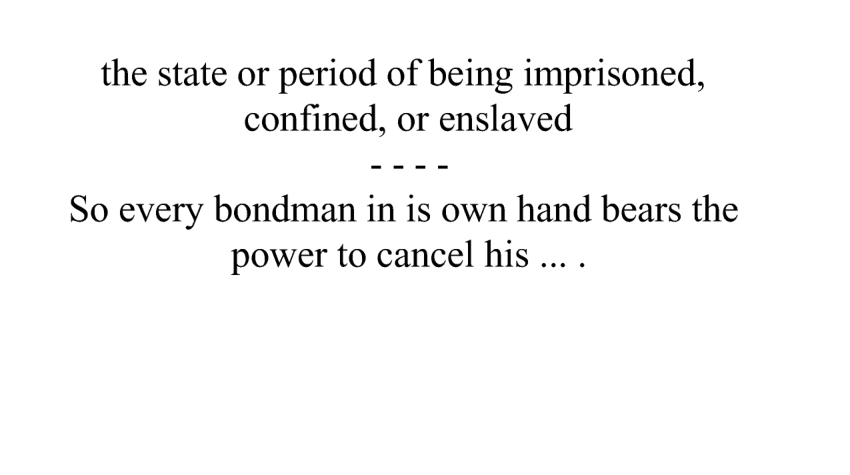 the state or period of being imprisoned,
confined, or enslaved
- - - -
So every bondman in is own hand bears the
power to cancel his ... .